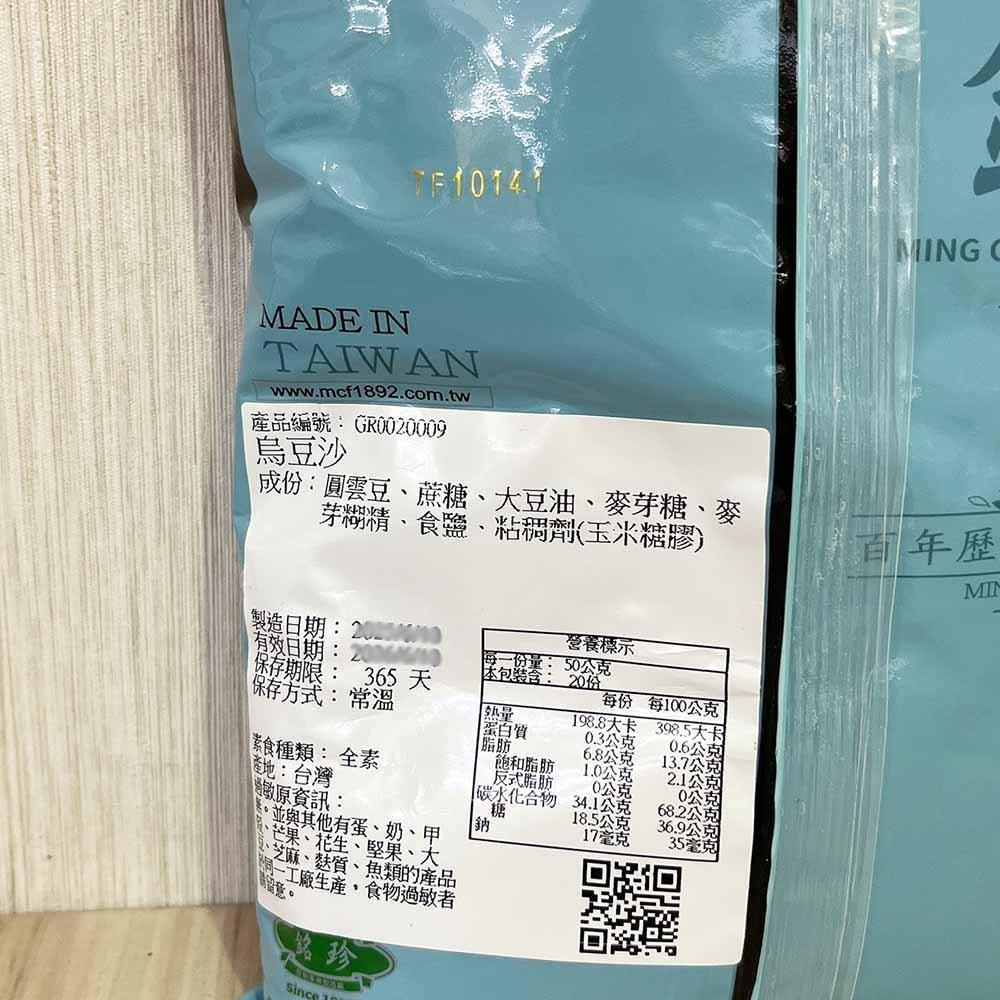 TF1014.1
MADE IN
TAIWAN
www.mcf1892.com.tw
產品編號：GR0020009
烏豆沙
成份：圓雲豆、蔗糖、大豆油、麥芽糖、麥
芽糊精、食鹽、粘稠劑(玉米糖膠)
製造日期：
有效日期：
保存期限： 365 天
保存方式：常溫
素食種類：全素
產地：台灣
過敏原資訊：
。並與其他有蛋、奶、甲
、芒果、花生、堅果、大
豆、芝麻、麩質、魚類的產品
同一工廠生產，食物過敏者
請留意。
營養標示
每一份量： 50公克
本包裝含： 20份
每份 每100公克
熱量 198.8大卡 398.5大卡
蛋白質 0.3公克 0.6公克
脂肪 6.8公克 13.7公克
飽和脂肪 1.0公克 2.1公克
反式脂肪 0公克 0公克
碳水化合物 34.1公克 68.2公克
糖 18.5公克 36.9公克
鈉 17毫克 35毫克
銘珍
Since
MING
百年歷